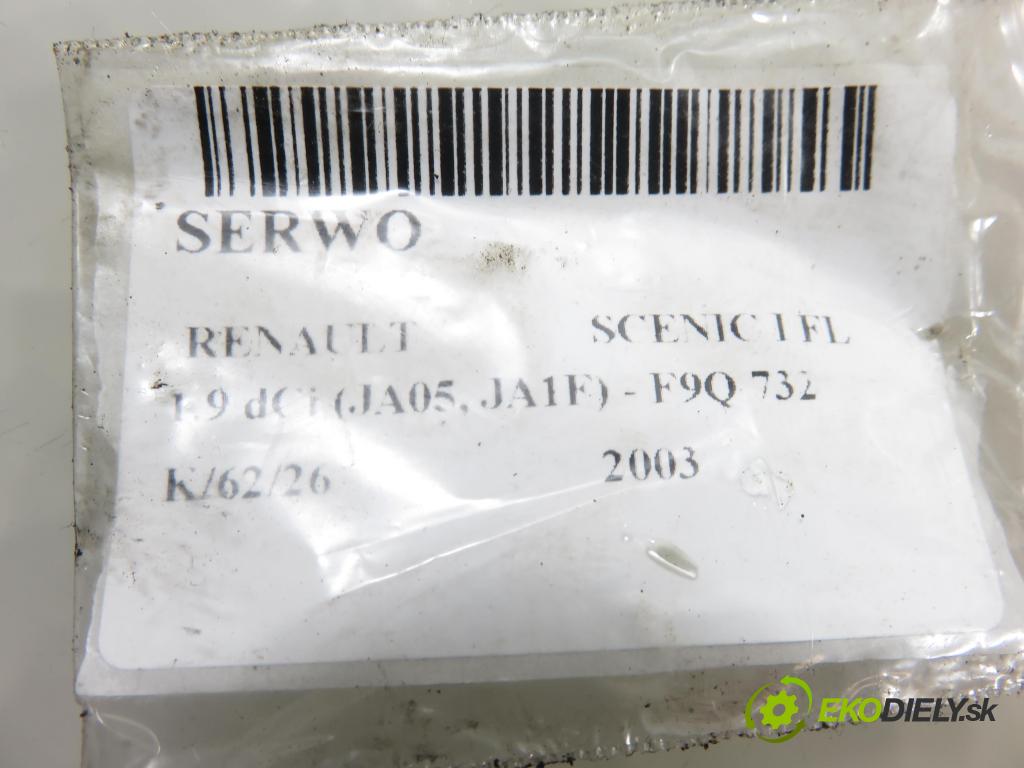 SERWO
RENAULT SCENIC I FL
1.9 dCi (JA05, JA1F) - F9Q 732
K/62/26 2003
EKODIELY.sk